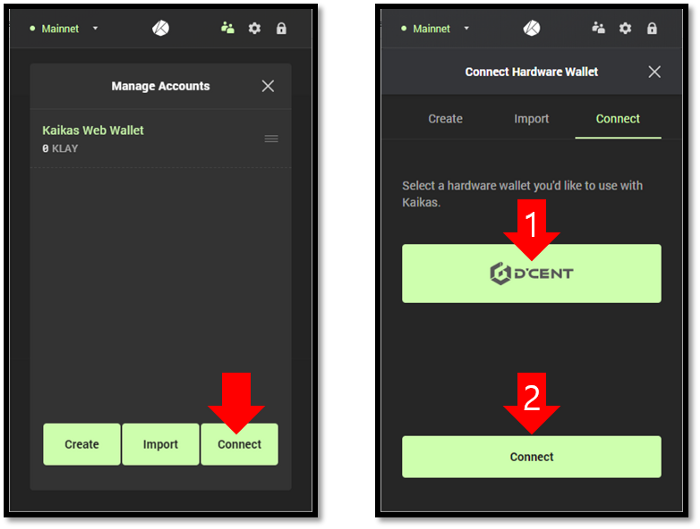 Mainnet
Manage Accounts
Kaikas Web Wallet
0 KLAY
Create
Import
Connect
Mainnet
Connect Hardware Wallet
Create
Import
Connect
Select a hardware wallet you'd like to use with
Kaikas.
1
D'CENT
2
Connect